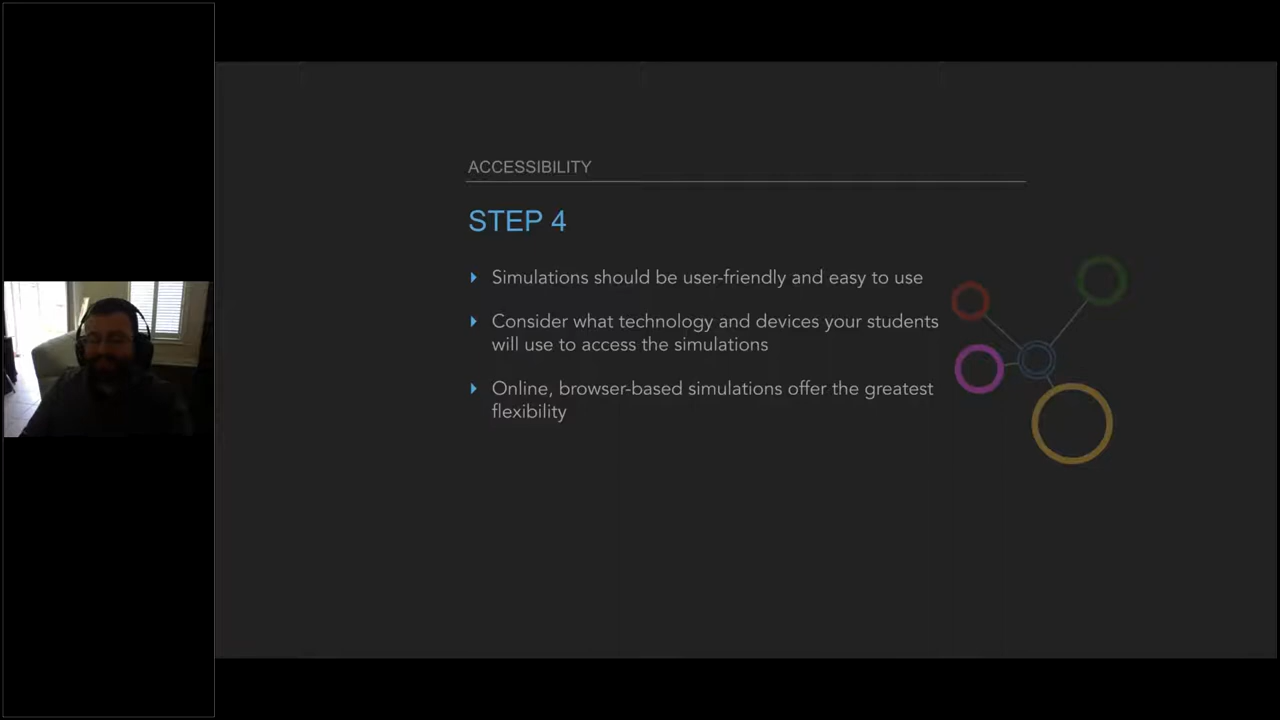 ACCESSIBILITY
STEP 4
Simulations should be user-friendly and easy to use
Consider what technology and devices your students
will use to access the simulations
Online, browser-based simulations offer the greatest
flexibility